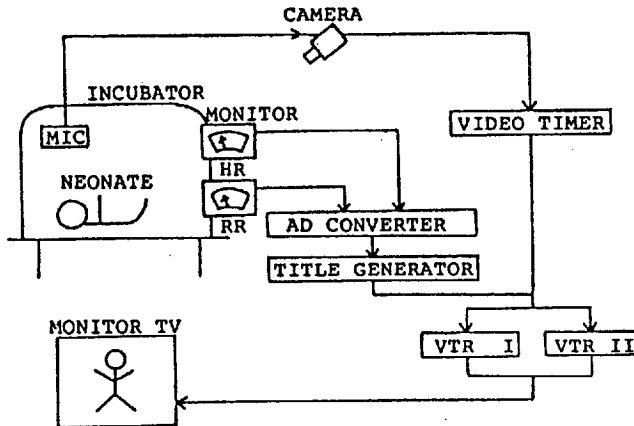 CAMERA
INCUBATOR
MONITOR
MIC
VIDEO TIMER
HR
NEONATE
RR
AD CONVERTER
TITLE GENERATOR
MONITOR TV
VTR I
VTR II